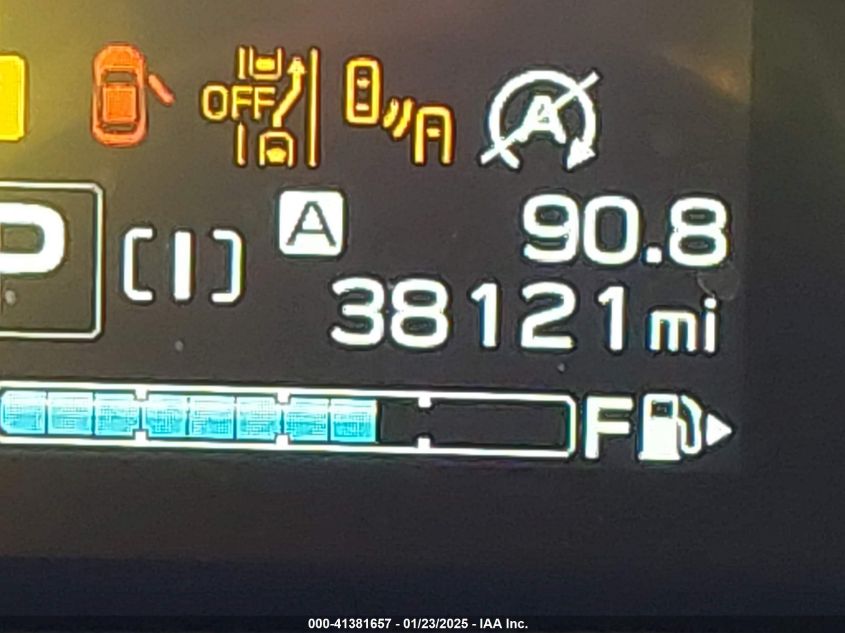 OFF
A
P
A
90.8
38121 mi
F
000-41381657 - 01/23/2025 - IAA Inc.